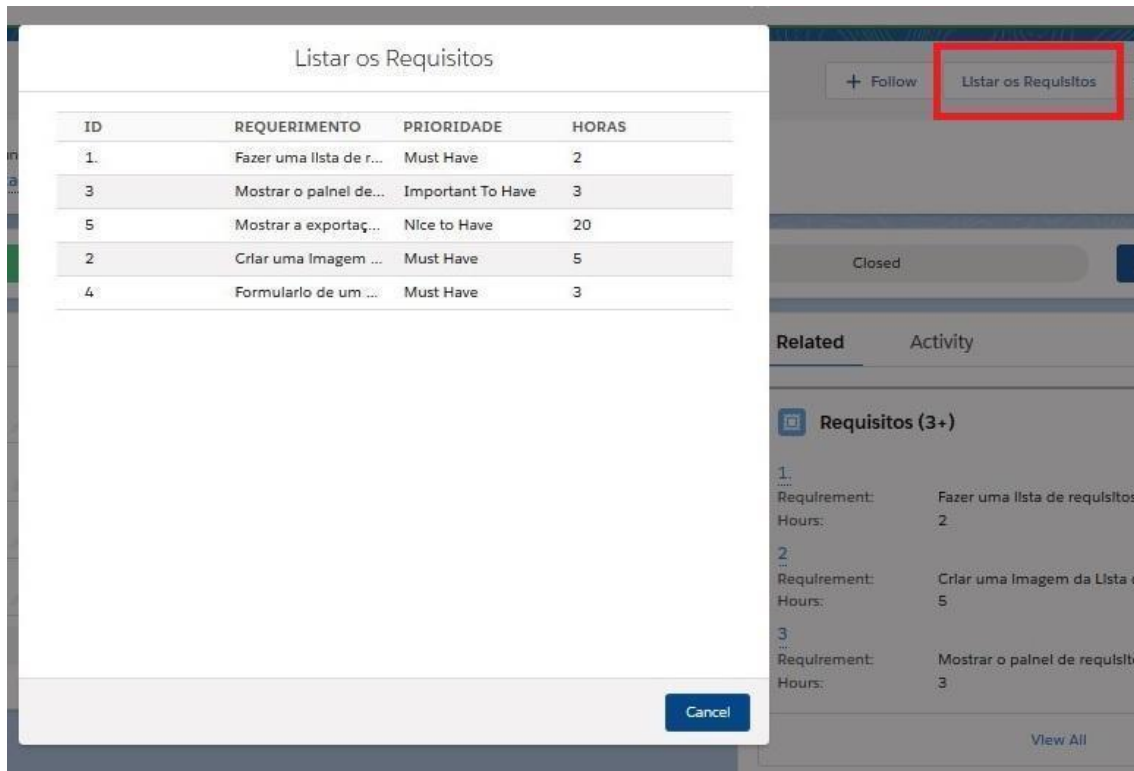 Listar os Requisitos
ID REQUERIMENTO PRIORIDADE HORAS
1. Fazer uma lista de r... Must Have 2
3 Mostrar o painel de... Important To Have 3
5 Mostrar a exportaç... Nice to Have 20
2 Criar uma Imagem ... Must Have 5
4 Formulario de um ... Must Have 3
Cancel
+ Follow Listar os Requisitos
Closed
Related Activity
Requisitos (3+)
1.
Requirement: Fazer uma lista de requisitos
Hours: 2
2
Requirement: Criar uma Imagem da Lista
Hours: 5
3
Requirement: Mostrar o painel de requisit
Hours: 3
View All